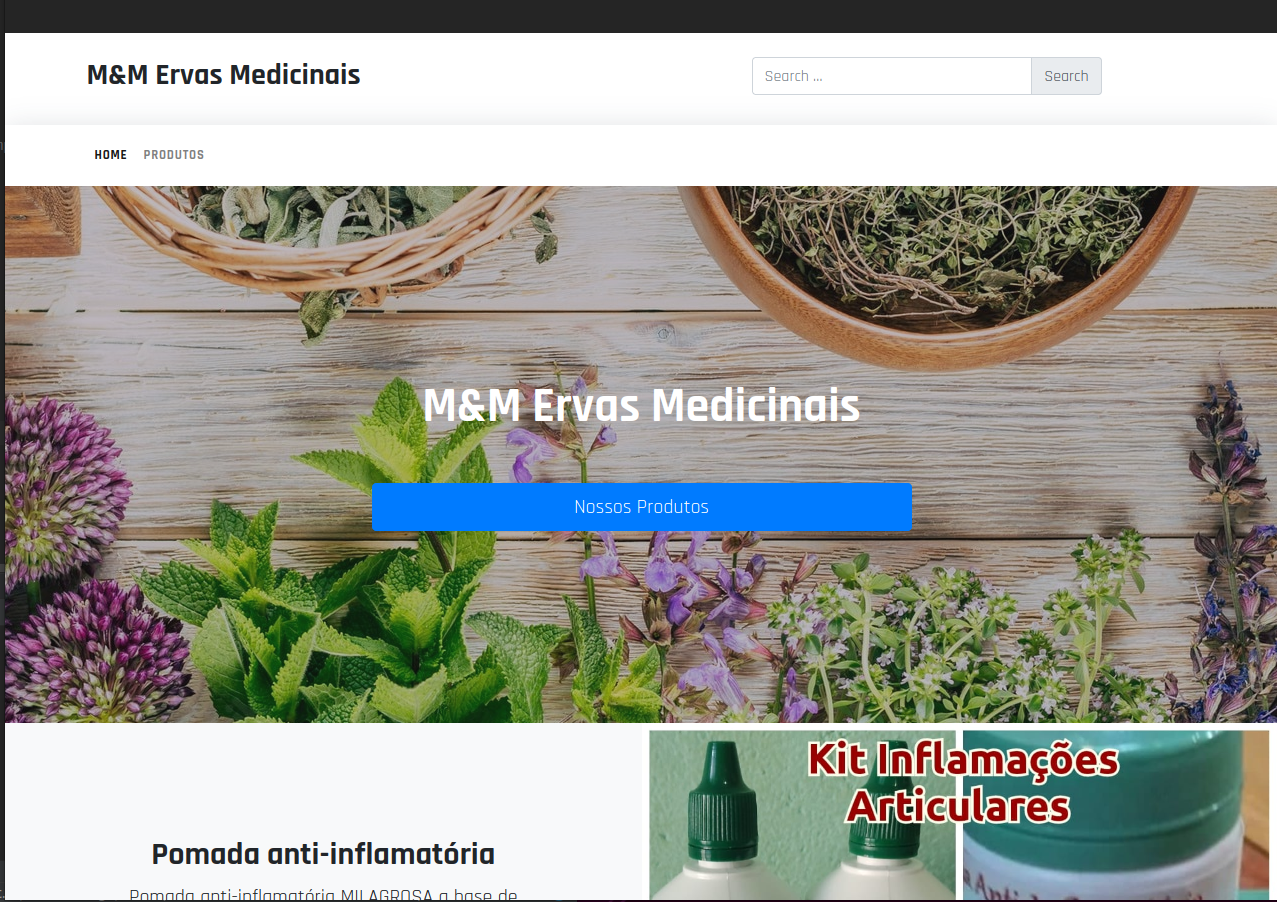 M&M Ervas Medicinais
Search ...
Search
HOME
PRODUTOS
M&M Ervas Medicinais
Nossos Produtos
Kit Inflamações
Articulares
Pomada anti-inflamatória
Pomada anti-inflamatória MILAGROSA a base de